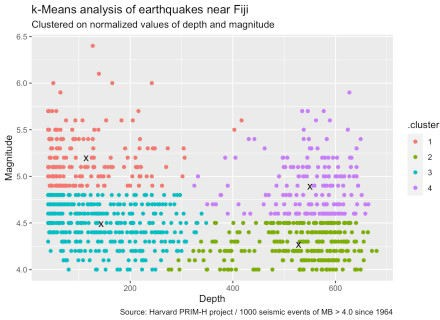 k-Means analysis of earthquakes near Fiji
Clustered on normalized values of depth and magnitude
6.5
6.0
5.5
5.0
4.5
4.0
Magnitude
200
400
600
Depth
X
X
X
X
.cluster
1
2
3
4
Source: Harvard PRIM-H project / 1000 seismic events of MB > 4.0 since 1964